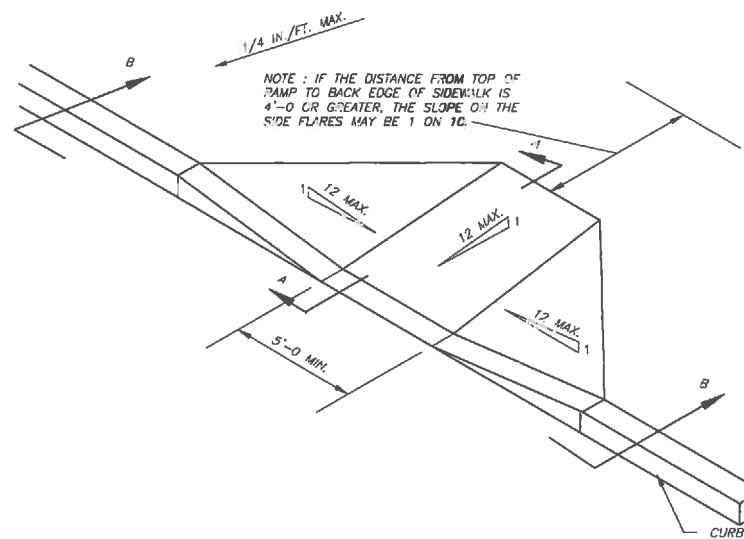 1/4 IN./FT. MAX.
B
NOTE : IF THE DISTANCE FROM TOP OF
RAMP TO BACK EDGE OF SIDEWALK IS
4'-0 OR GREATER, THE SLOPE ON THE
SIDE FLARES MAY BE 1 ON 10.
A
1
12 MAX.
12 MAX.
1
A
12 MAX.
1
5'-0 MIN.
B
CURB